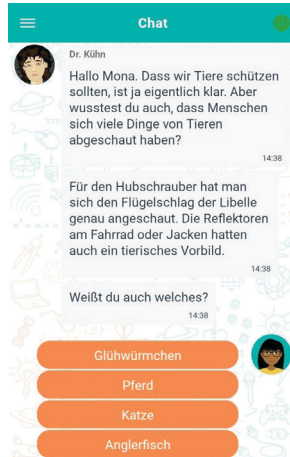 Chat
Dr. Kühn
Hallo Mona. Dass wir Tiere schützen
sollten, ist ja eigentlich klar. Aber
wusstest du auch, dass Menschen
sich viele Dinge von Tieren
abgeschaut haben?
14:38
Für den Hubschrauber hat man
sich den Flügelschlag der Libelle
genau angeschaut. Die Reflektoren
am Fahrrad oder Jacken hatten
auch ein tierisches Vorbild.
14:38
Weißt du auch welches?
14:38
Glühwürmchen
Pferd
Katze
Anglerfisch